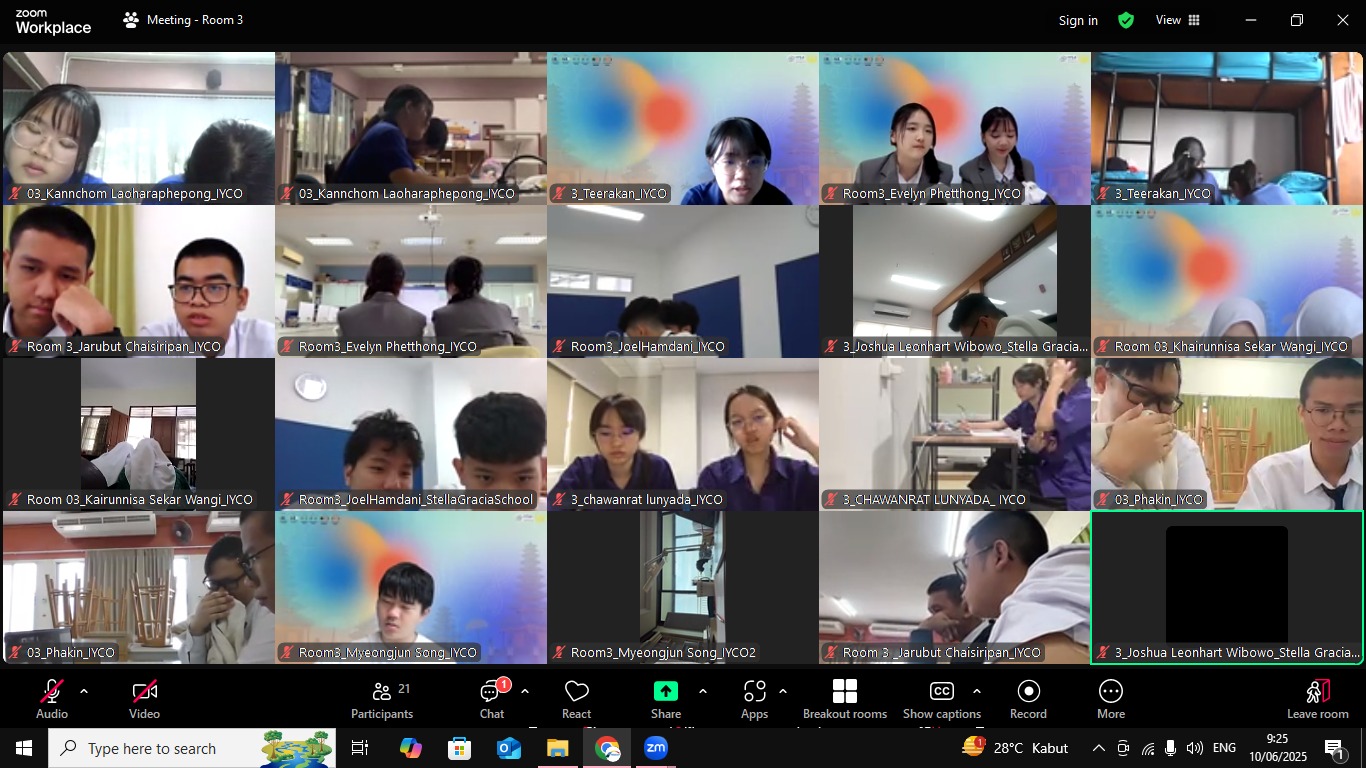 zoom
Workplace
Meeting - Room 3
Sign in
View
03_Kannchom Laoharaphepong_IYCO
03_Kannchom Laoharaphepong_IYCO
3_Teerakan_IYCO
Room3_Evelyn Phetthong_IYCO
3_Teerakan_IYCO
Room 3_Jarubut Chaisiripan_IYCO
Room3_Evelyn Phetthong_IYCO
Room3_JoelHamdani_IYCO
3_Joshua Leonhart Wibowo_Stella Gracia...
Room 03_Khairunnisa Sekar Wangi_IYCO
Room 03_Kairunnisa Sekar Wangi_IYCO
Room3_JoelHamdani_StellaGraciaSchool
3_chawanrat lunyada_IYCO
3_CHAWANRAT LUNYADA_ IYCO
03_Phakin_IYCO
03_Phakin_IYCO
Room3_Myeongjun Song_IYCO
Room3_Myeongjun Song_IYCO2
Room 3 _Jarubut Chaisiripan_IYCO
3_Joshua Leonhart Wibowo_Stella Gracia...
21
1
CC
Audio
Video
Participants
Chat
React
Share
Apps
Breakout rooms
Show captions
Record
More
Leave room
Type here to search
zm
1
28°C Kabut
ENG
9:25
10/06/2025
1